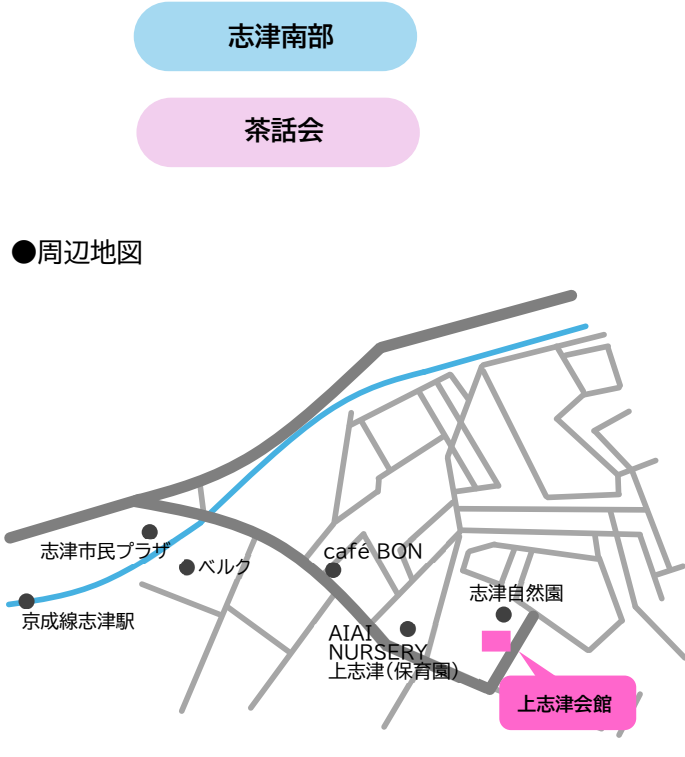 志津南部
茶話会
●周辺地図
志津市民プラザ
ベルク
café BON
京成線志津駅
志津自然園
AIAI
NURSERY
上志津（保育園）
上志津会館